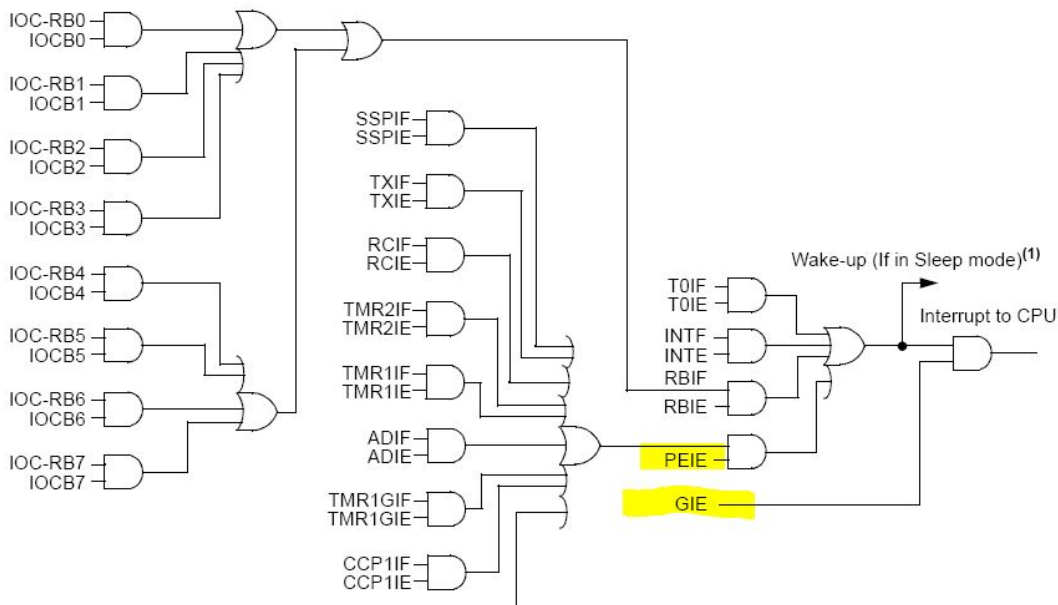 IOC-RB0
IOCB0
IOC-RB1
IOCB1
IOC-RB2
IOCB2
IOC-RB3
IOCB3
IOC-RB4
IOCB4
IOC-RB5
IOCB5
IOC-RB6
IOCB6
IOC-RB7
IOCB7
SSPIF
SSPIE
TXIF
TXIE
RCIF
RCIE
TMR2IF
TMR2IE
TMR1IF
TMR1IE
ADIF
ADIE
TMR1GIF
TMR1GIE
CCP1IF
CCP1IE
Wake-up (If in Sleep mode)(1)
T0IF
T0IE
Interrupt to CPU
INTF
INTE
RBIF
RBIE
PEIE
GIE